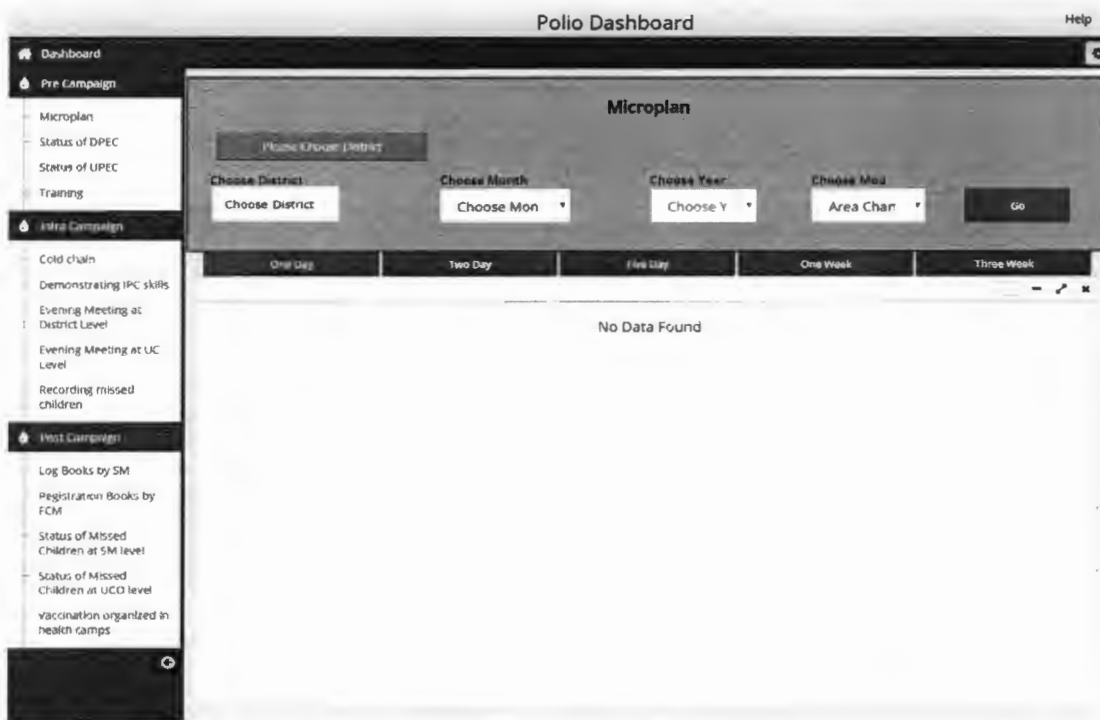 Polio Dashboard
Help
Dashboard
Pre Campaign
Microplan
Status of DPEC
Status of UPEC
Training
Intra Campaign
Cold chain
Demonstrating IPC skills
Evening Meeting at
District Level
Evening Meeting at UC
Level
Recording missed
children
Post Campaign
Log Books by SM
Registration Books by
FCM
Status of Missed
Children at SM level
Status of Missed
Children at UCO level
Vaccination organized in
health camps
Microplan
Please Choose District
Choose District
Choose Month
Choose Year
Choose Mod
Choose District
Choose Mon
Choose Y
Area Char
Go
One Day
Two Day
Five Day
One Week
Three Week
No Data Found